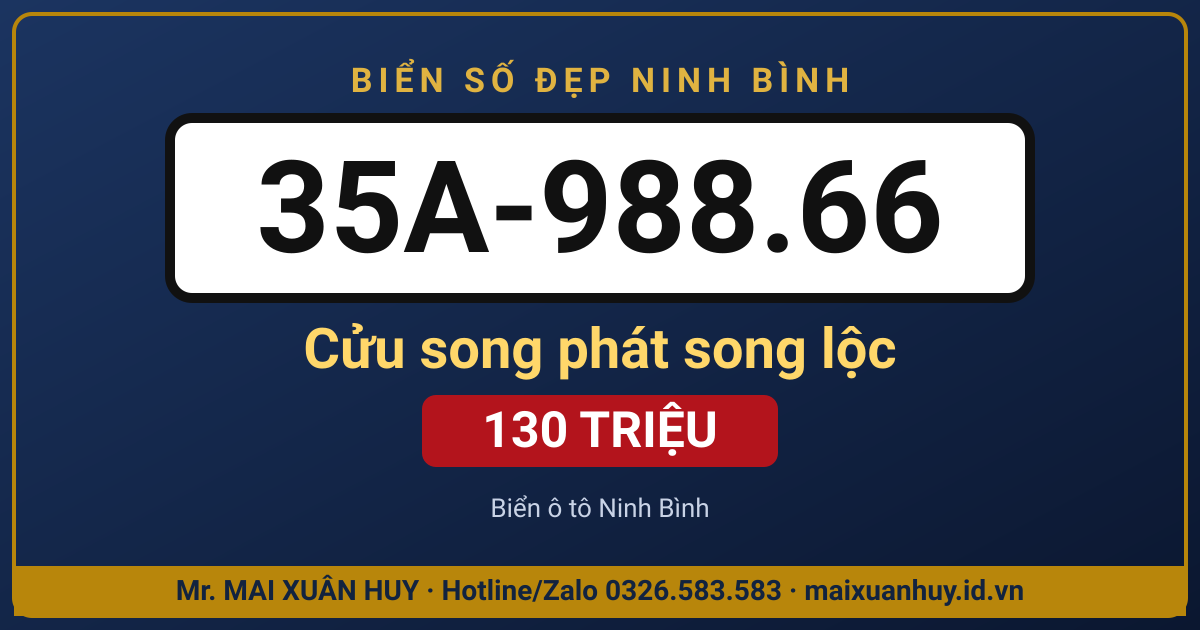 BIỂN SỐ ĐẸP NINH BÌNH
35A-988.66
Cửu song phát song lộc
130 TRIỆU
Biển ô tô Ninh Bình
Mr. MAI XUÂN HUY · Hotline/Zalo 0326.583.583 · maixuanhuy.id.vn